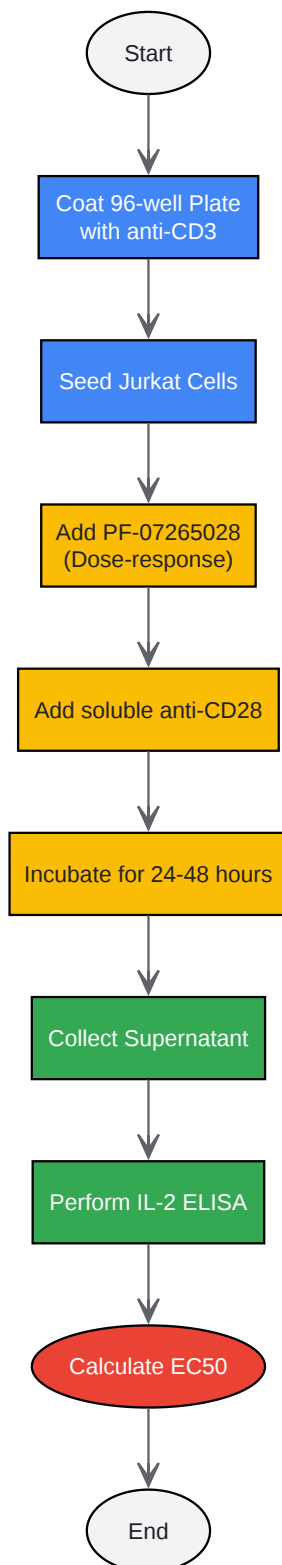 Start
Coat 96-well Plate
with anti-CD3
Seed Jurkat Cells
Add PF-07265028
(Dose-response)
Add soluble anti-CD28
Incubate for 24-48 hours
Collect Supernatant
Perform IL-2 ELISA
Calculate EC50
End